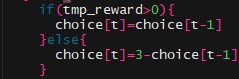 if(tmp_reward>0){
choice[t]=choice[t-1]
}else{
choice[t]=3-choice[t-1]
}